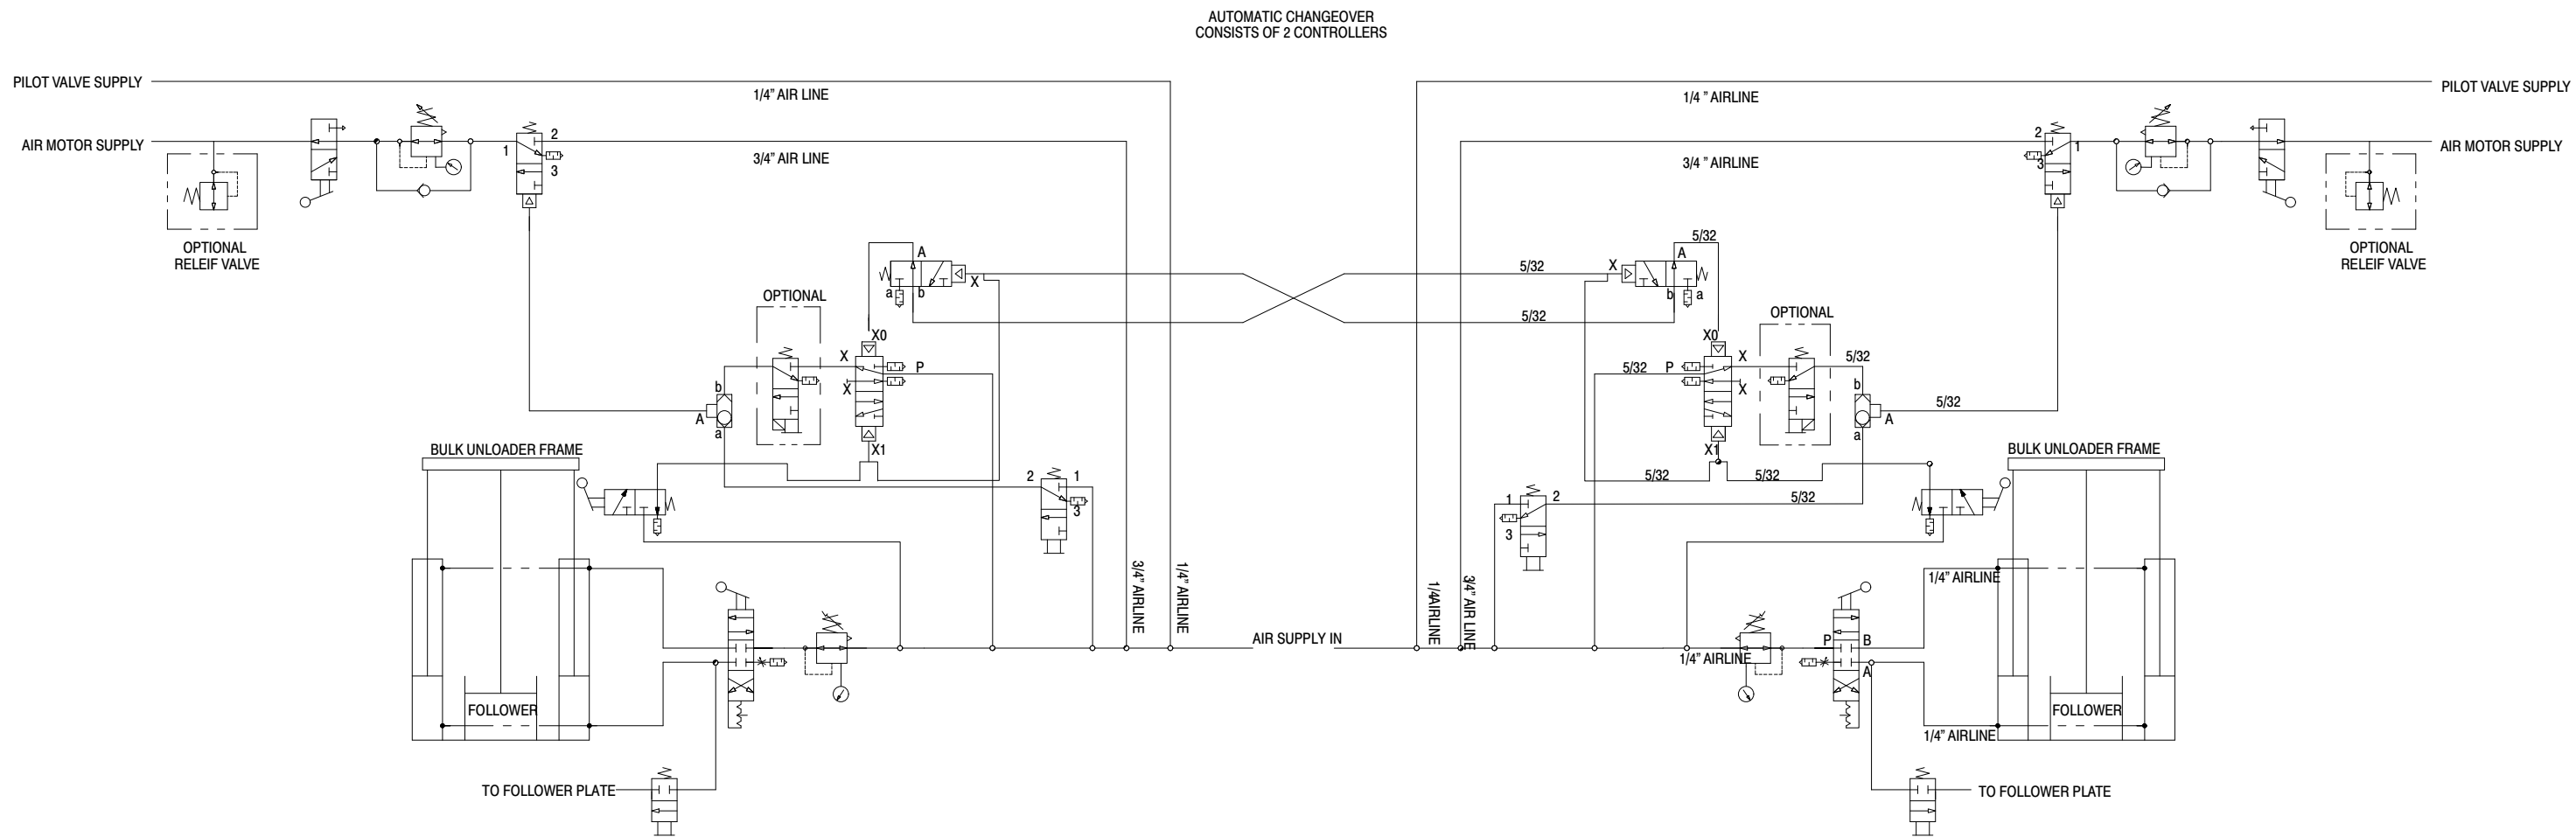 AUTOMATIC CHANGEOVER
CONSISTS OF 2 CONTROLLERS
PILOT VALVE SUPPLY
1/4" AIR LINE
1/4 " AIRLINE
PILOT VALVE SUPPLY
AIR MOTOR SUPPLY
1
2
3
3/4" AIR LINE
3/4 " AIRLINE
2
3
1
AIR MOTOR SUPPLY
OPTIONAL
RELEIF VALVE
OPTIONAL
RELEIF VALVE
A
a
b
X
5/32
5/32
X
A
5/32
b
a
OPTIONAL
X0
X
P
X
b
A
a
X1
OPTIONAL
X0
5/32
P
X
X
5/32
b
A
a
5/32
X1
5/32
5/32
5/32
BULK UNLOADER FRAME
2
1
3
1
2
3
BULK UNLOADER FRAME
3/4" AIRLINE
1/4" AIRLINE
AIR SUPPLY IN
1/4AIRLINE
3/4" AIR LINE
1/4" AIRLINE
P
B
A
1/4" AIRLINE
1/4" AIRLINE
FOLLOWER
FOLLOWER
TO FOLLOWER PLATE
TO FOLLOWER PLATE